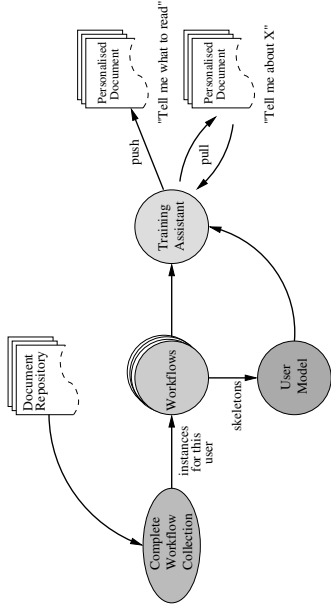 Document
Repository
Complete
Workflow
Collection
instances
for this
user
Workflows
skeletons
User
Model
Training
Assistant
push
pull
Personalised
Document
"Tell me what to read"
Personalised
Document
"Tell me about X"